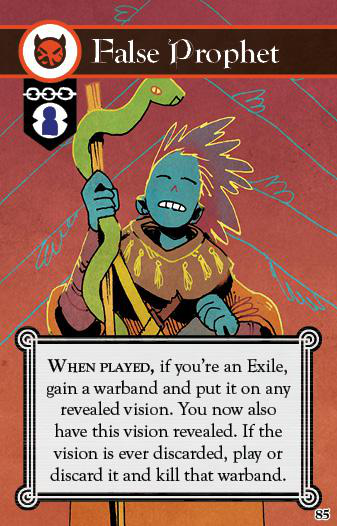 False Prophet
WHEN PLAYED, if you're an Exile,
gain a warband and put it on any
revealed vision. You now also
have this vision revealed. If the
vision is ever discarded, play or
discard it and kill that warband.
85